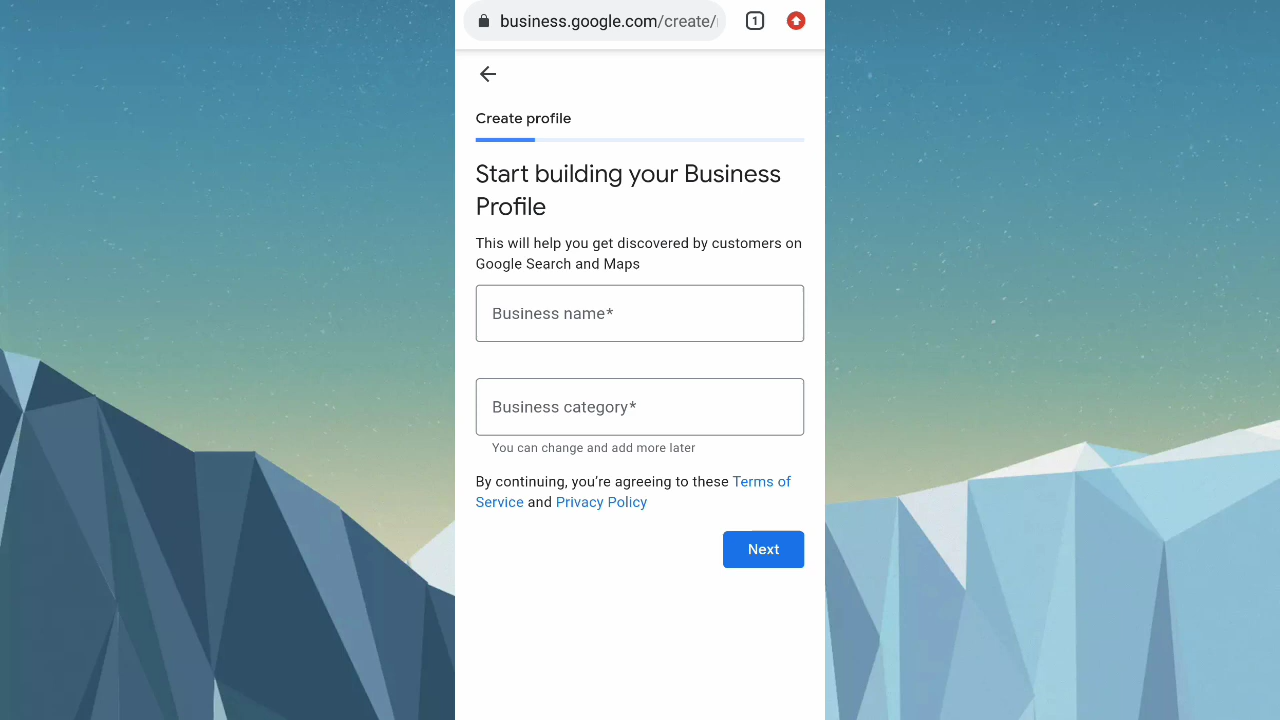 business.google.com/create/
1
Create profile
Start building your Business
Profile
This will help you get discovered by customers on
Google Search and Maps
Business name*
Business category*
You can change and add more later
By continuing, you're agreeing to these Terms of
Service and Privacy Policy
Next